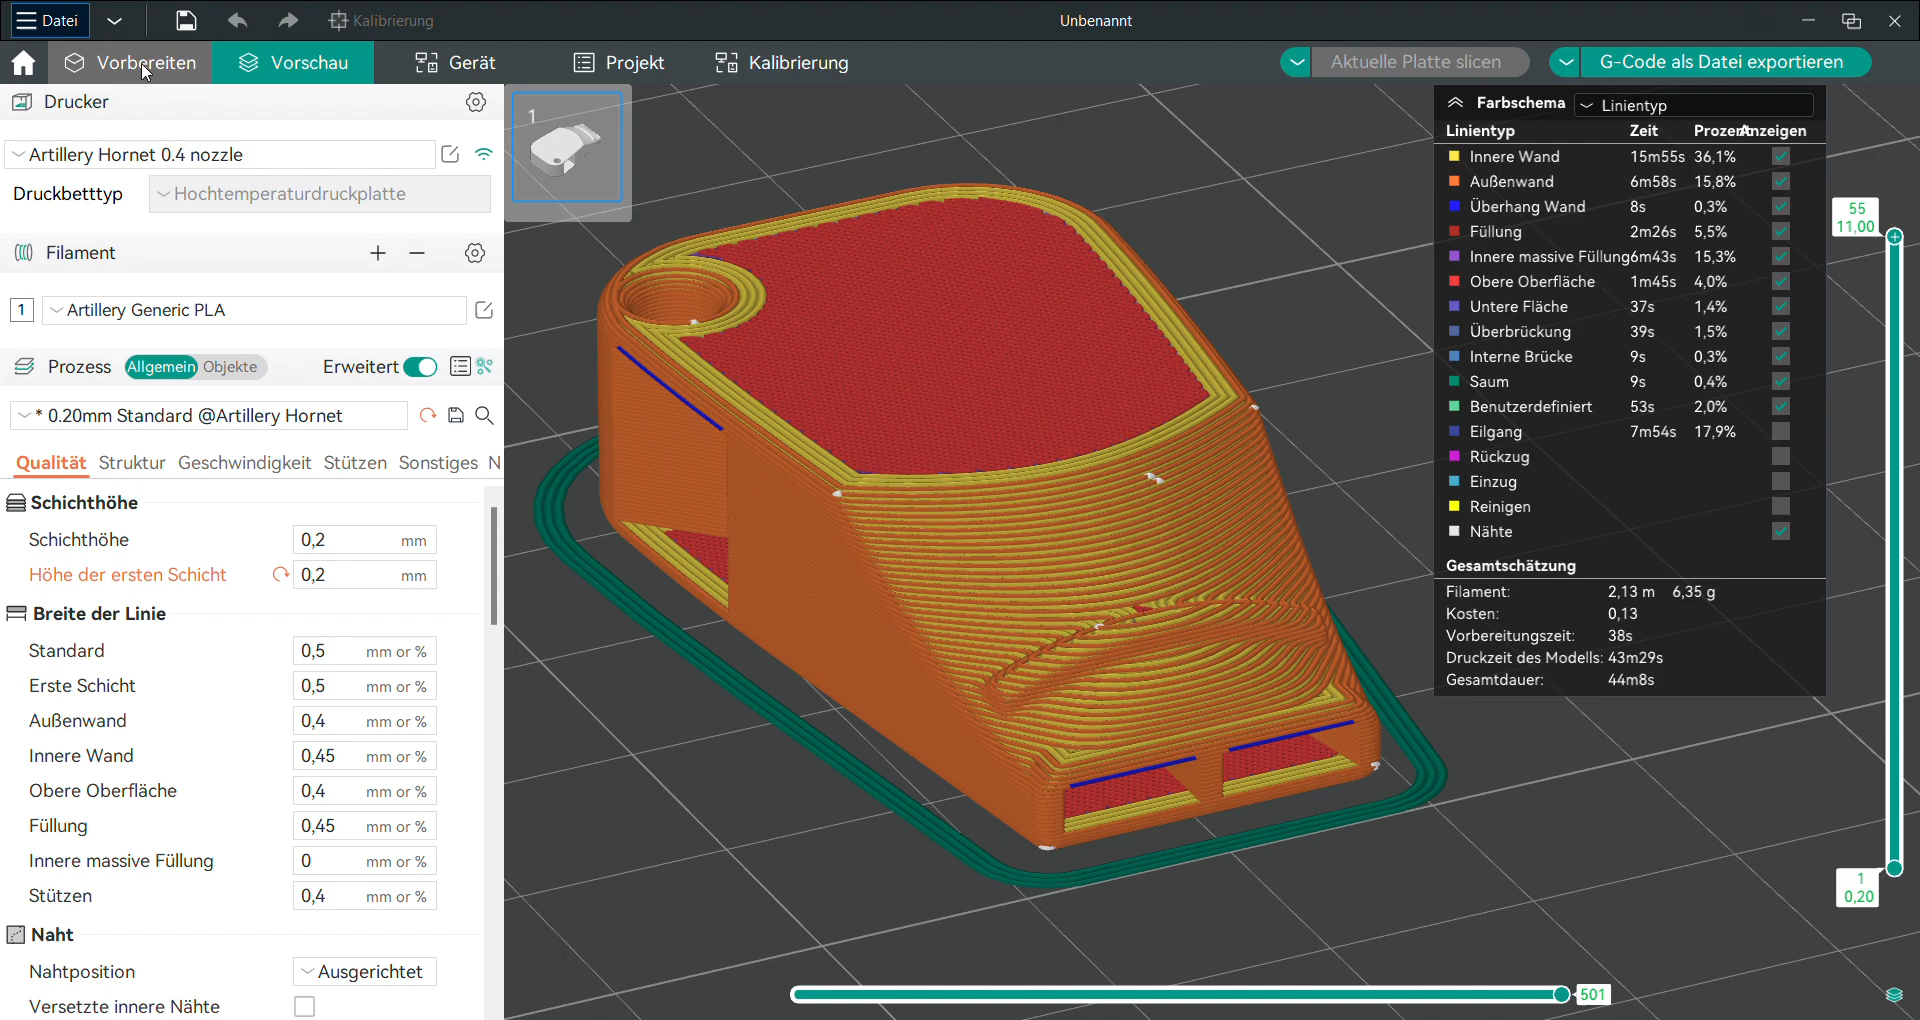 Datei
Kalibrierung
Unbenannt
Vorbereiten
Vorschau
Gerät
Projekt
Kalibrierung
Aktuelle Platte slicen
G-Code als Datei exportieren
Drucker
Artillery Hornet 0.4 nozzle
Druckbetttyp
Hochtemperaturdruckplatte
Filament
1 Artillery Generic PLA
Prozess Allgemein Objekte Erweitert
* 0.20mm Standard @Artillery Hornet
Qualität Struktur Geschwindigkeit Stützen Sonstiges N
Schichthöhe
Schichthöhe 0,2 mm
Höhe der ersten Schicht 0,2 mm
Breite der Linie
Standard 0,5 mm or %
Erste Schicht 0,5 mm or %
Außenwand 0,4 mm or %
Innere Wand 0,45 mm or %
Obere Oberfläche 0,4 mm or %
Füllung 0,45 mm or %
Innere massive Füllung 0 mm or %
Stützen 0,4 mm or %
Naht
Nahtposition Ausgerichtet
Versetzte innere Nähte
1
Farbschema Linientyp
Linientyp Zeit Prozent Anzeigen
Innere Wand 15m55s 36,1%
Außenwand 6m58s 15,8%
Überhang Wand 8s 0,3%
Füllung 2m26s 5,5%
Innere massive Füllung 6m43s 15,3%
Obere Oberfläche 1m45s 4,0%
Untere Fläche 37s 1,4%
Überbrückung 39s 1,5%
Interne Brücke 9s 0,3%
Saum 9s 0,4%
Benutzerdefiniert 53s 2,0%
Eilgang 7m54s 17,9%
Rückzug
Einzug
Reinigen
Nähte
Gesamtschätzung
Filament: 2,13 m 6,35 g
Kosten: 0,13
Vorbereitungszeit: 38s
Druckzeit des Modells: 43m29s
Gesamtdauer: 44m8s
55
11,00
1
0,20
501